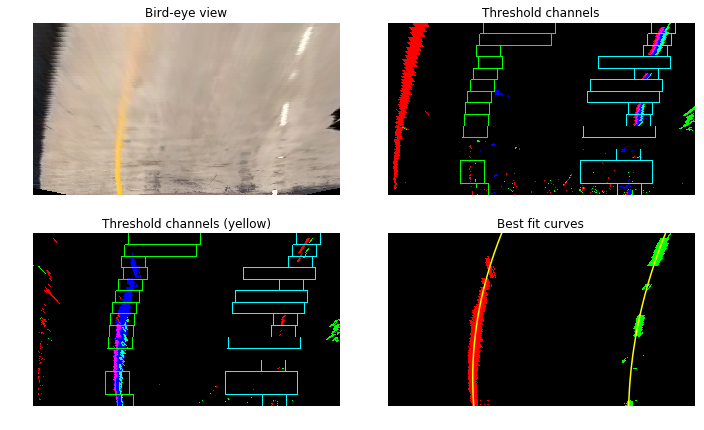 Bird-eye view
Threshold channels
Threshold channels (yellow)
Best fit curves